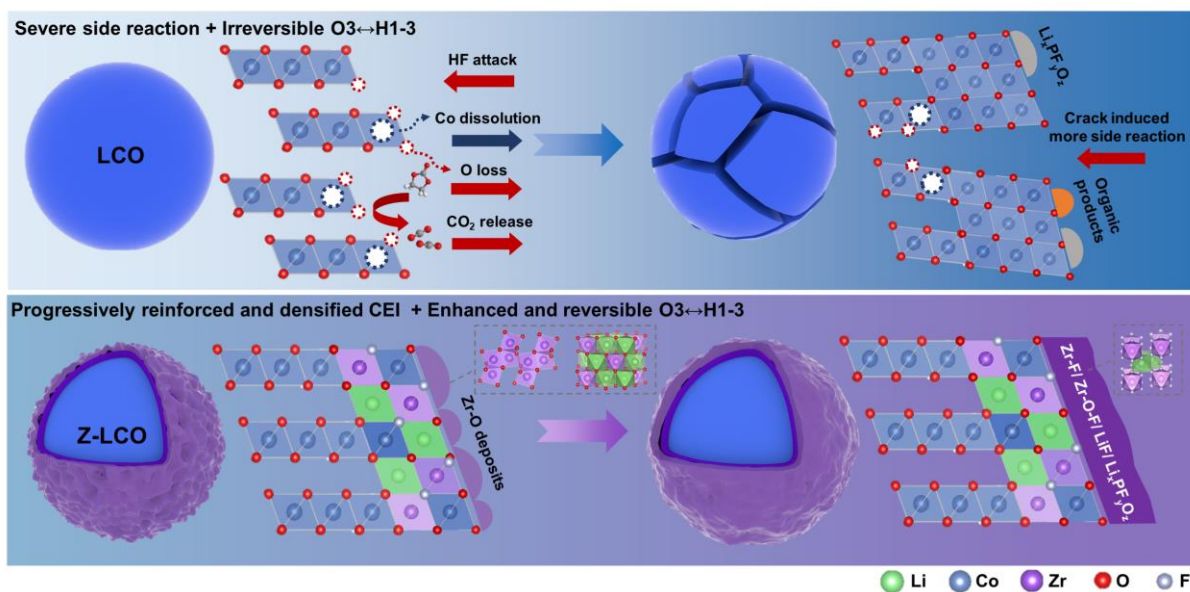 Severe side reaction + Irreversible O3↔H1-3
LCO
HF attack
Co dissolution
O loss
CO₂ release
LiₓPFᵧO_z
Crack induced
more side reaction
Organic
products
Progressively reinforced and densified CEI + Enhanced and reversible O3↔H1-3
Z-LCO
Zr-O deposits
Zr-F/ Zr-O-F/ LiF/ LiₓPFᵧO_z
Li
Co
Zr
O
F